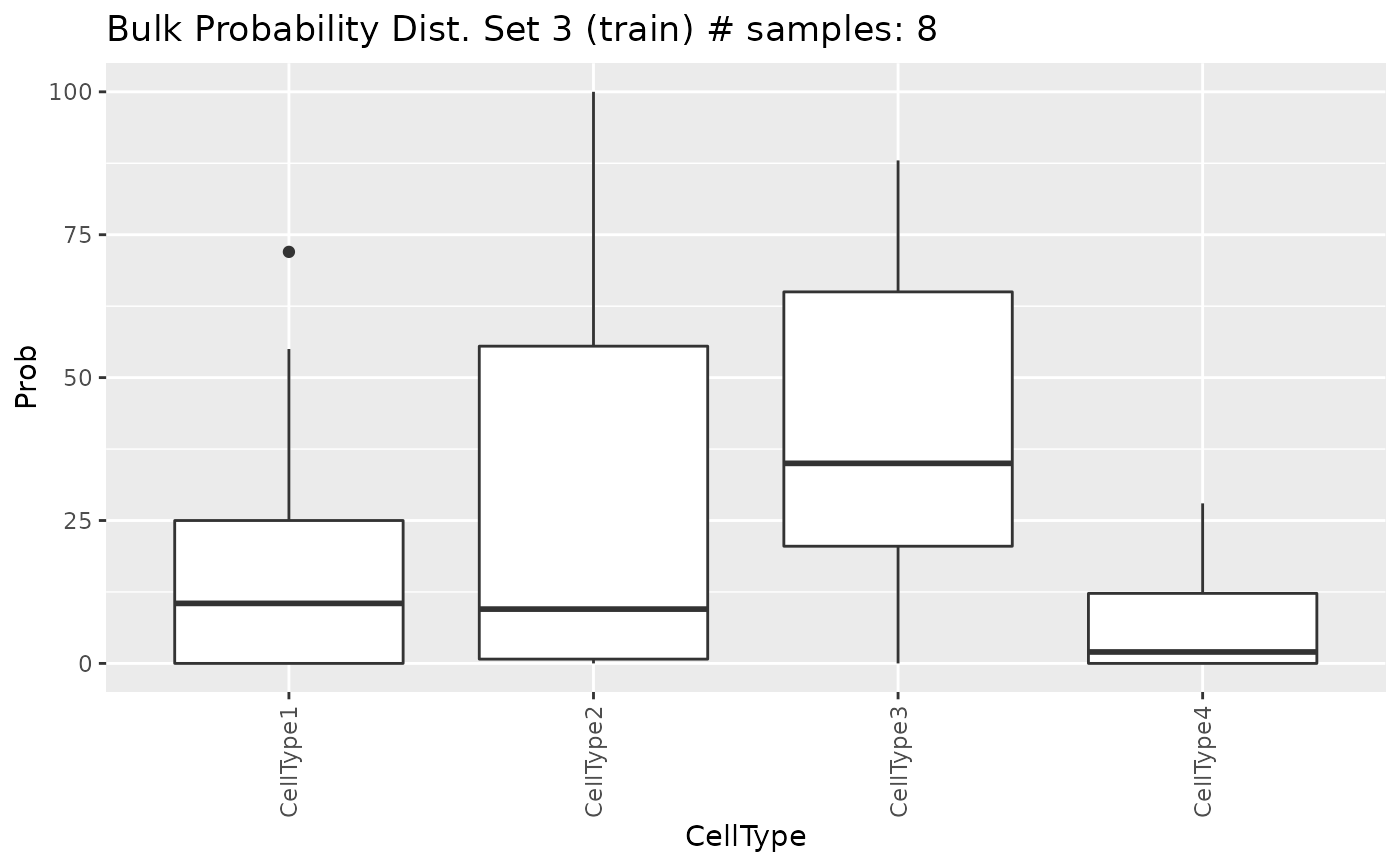 Bulk Probability Dist. Set 3 (train) # samples: 8
Prob
100
75
50
25
0
CellType1
CellType2
CellType3
CellType4
CellType